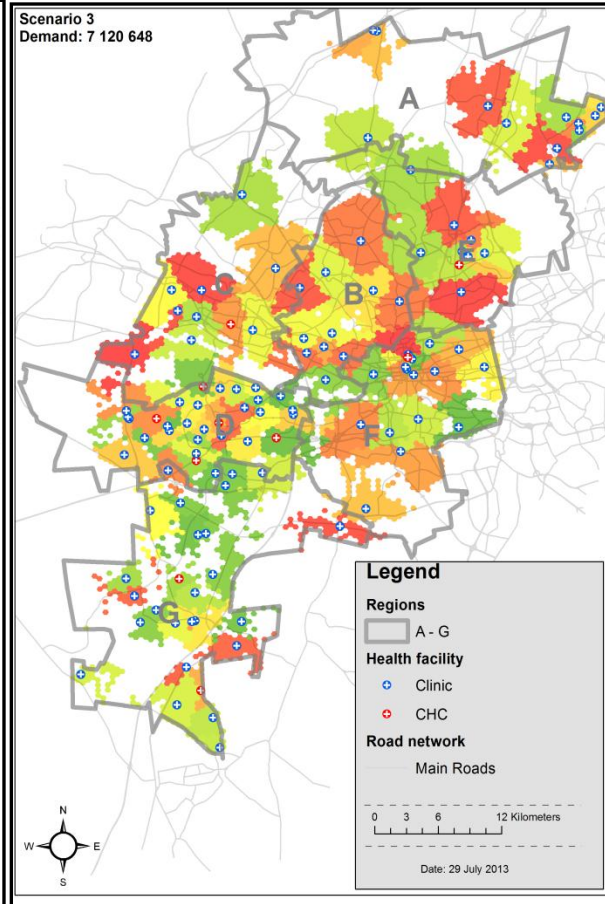 Scenario 3
Demand: 7 120 648
A
B
C
E
D
F
G
Legend
Regions
A - G
Health facility
Clinic
CHC
Road network
Main Roads
0 3 6 12 Kilometers
Date: 29 July 2013
N
W E
S